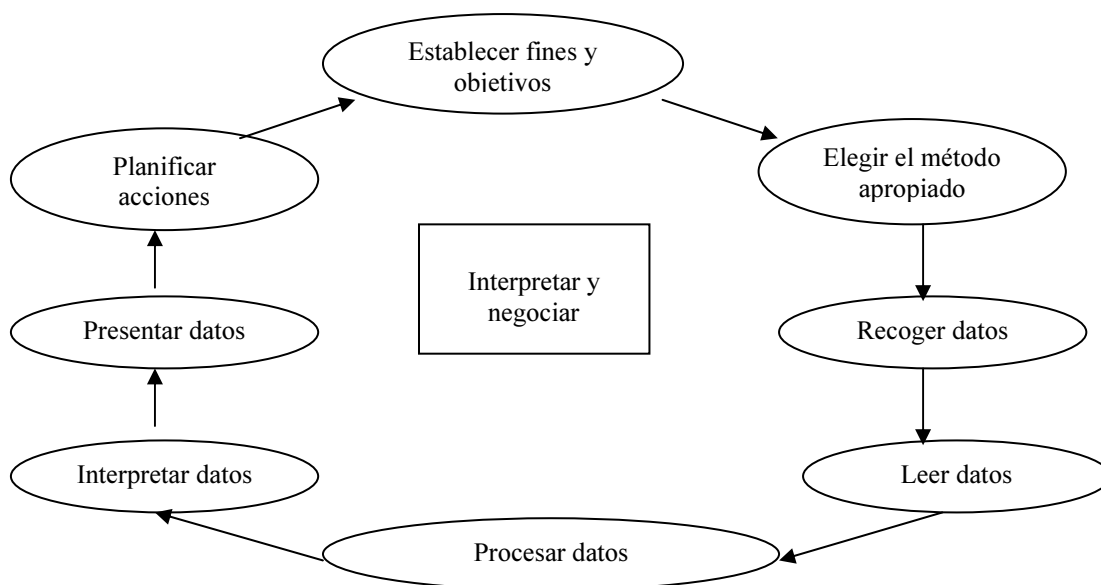 Establecer fines y
objetivos
Elegir el método
apropiado
Recoger datos
Leer datos
Procesar datos
Interpretar datos
Presentar datos
Planificar
acciones
Interpretar y
negociar